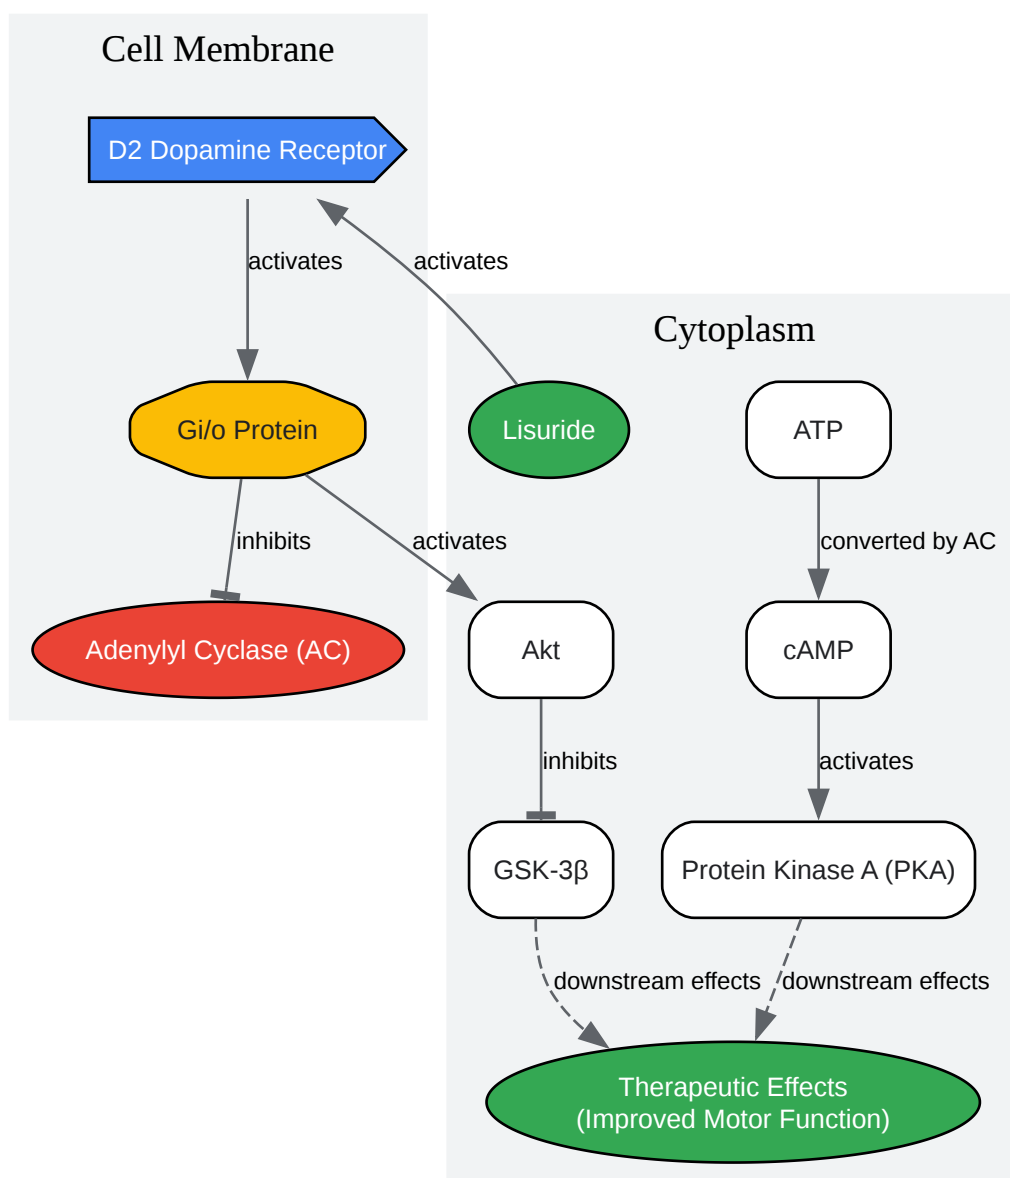 Cell Membrane
D2 Dopamine Receptor
activates
activates
Cytoplasm
Gi/o Protein
Lisuride
ATP
inhibits
activates
converted by AC
Adenylyl Cyclase (AC)
Akt
cAMP
inhibits
activates
GSK-3β
Protein Kinase A (PKA)
downstream effects
downstream effects
Therapeutic Effects
(Improved Motor Function)